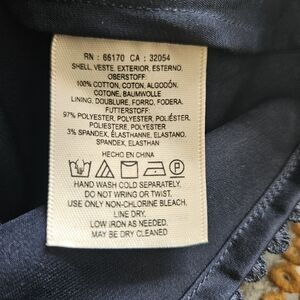 RN : 66170 CA : 32054
SHELL, VESTE, EXTERIOR, ESTERNO,
OBERSTOFF:
100% COTTON, COTON, ALGODÓN,
COTONE, BAUMWOLLE
LINING, DOUBLURE, FORRO, FODERA,
FUTTERSTOFF:
97% POLYESTER, POLYESTER, POLIÉSTER,
POLIESTERE, POLYESTER
3% SPANDEX, ÉLASTHANNE, ELASTANO,
SPANDEX, ELASTHAN
HECHO EN CHINA
HAND WASH COLD SEPARATELY.
DO NOT WRING OR TWIST.
USE ONLY NON-CHLORINE BLEACH.
LINE DRY.
LOW IRON AS NEEDED.
MAY BE DRY CLEANED